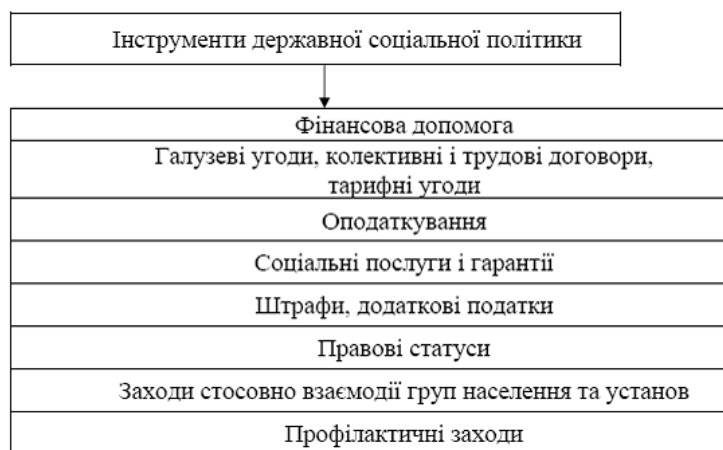 Інструменти державної соціальної політики
Фінансова допомога
Галузеві угоди, колективні і трудові договори,
тарифні угоди
Оподаткування
Соціальні послуги і гарантії
Штрафи, додаткові податки
Правові статуси
Заходи стосовно взаємодії груп населення та установ
Профілактичні заходи